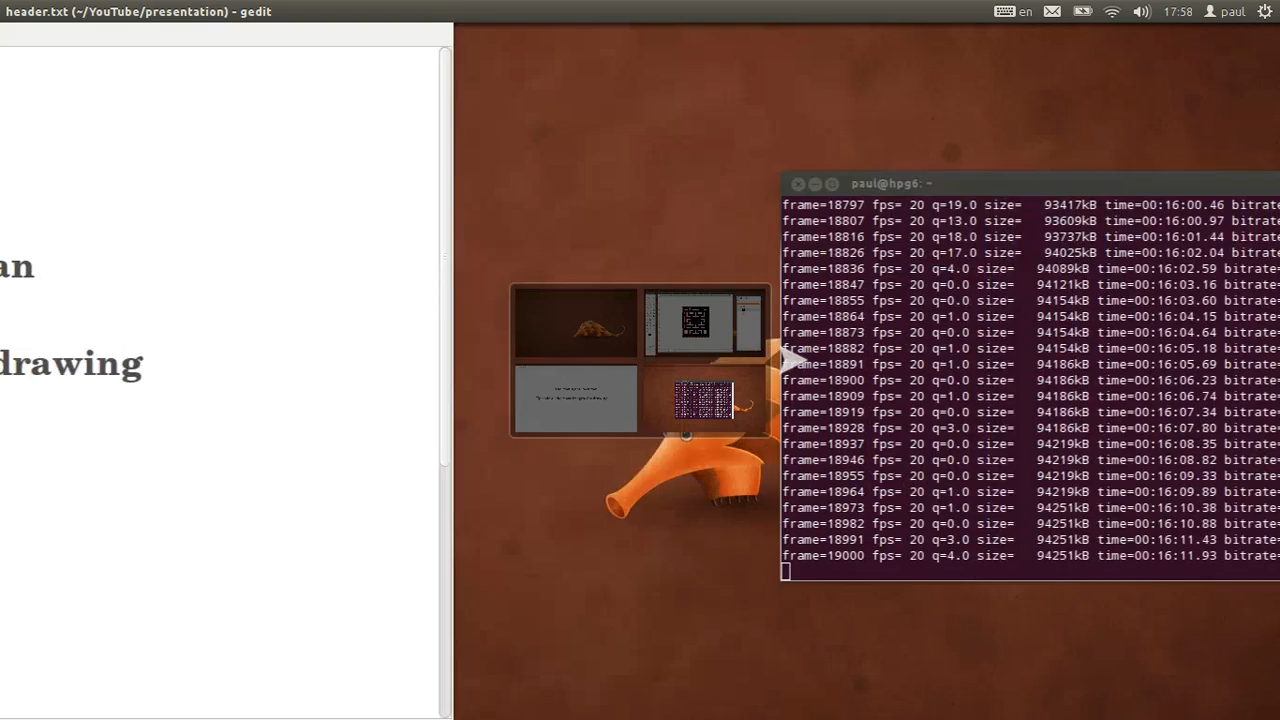 header.txt (~/YouTube/presentation) - gedit
en
17:58
paul
an
drawing
paul@hpg6: ~
frame=18797 fps= 20 q=19.0 size=   93417kB time=00:16:00.46 bitrate=
frame=18807 fps= 20 q=13.0 size=   93609kB time=00:16:00.97 bitrate=
frame=18816 fps= 20 q=18.0 size=   93737kB time=00:16:01.44 bitrate=
frame=18826 fps= 20 q=17.0 size=   94025kB time=00:16:02.04 bitrate=
frame=18836 fps= 20 q=4.0 size=   94089kB time=00:16:02.59 bitrate=
frame=18847 fps= 20 q=0.0 size=   94121kB time=00:16:03.16 bitrate=
frame=18855 fps= 20 q=0.0 size=   94154kB time=00:16:03.60 bitrate=
frame=18864 fps= 20 q=1.0 size=   94154kB time=00:16:04.15 bitrate=
frame=18873 fps= 20 q=0.0 size=   94154kB time=00:16:04.64 bitrate=
frame=18882 fps= 20 q=1.0 size=   94154kB time=00:16:05.18 bitrate=
frame=18891 fps= 20 q=1.0 size=   94186kB time=00:16:05.69 bitrate=
frame=18900 fps= 20 q=0.0 size=   94186kB time=00:16:06.23 bitrate=
frame=18909 fps= 20 q=1.0 size=   94186kB time=00:16:06.74 bitrate=
frame=18919 fps= 20 q=0.0 size=   94186kB time=00:16:07.34 bitrate=
frame=18928 fps= 20 q=3.0 size=   94186kB time=00:16:07.80 bitrate=
frame=18937 fps= 20 q=0.0 size=   94219kB time=00:16:08.35 bitrate=
frame=18946 fps= 20 q=0.0 size=   94219kB time=00:16:08.82 bitrate=
frame=18955 fps= 20 q=0.0 size=   94219kB time=00:16:09.33 bitrate=
frame=18964 fps= 20 q=1.0 size=   94219kB time=00:16:09.89 bitrate=
frame=18973 fps= 20 q=1.0 size=   94251kB time=00:16:10.38 bitrate=
frame=18982 fps= 20 q=0.0 size=   94251kB time=00:16:10.88 bitrate=
frame=18991 fps= 20 q=3.0 size=   94251kB time=00:16:11.43 bitrate=
frame=19000 fps= 20 q=4.0 size=   94251kB time=00:16:11.93 bitrate=